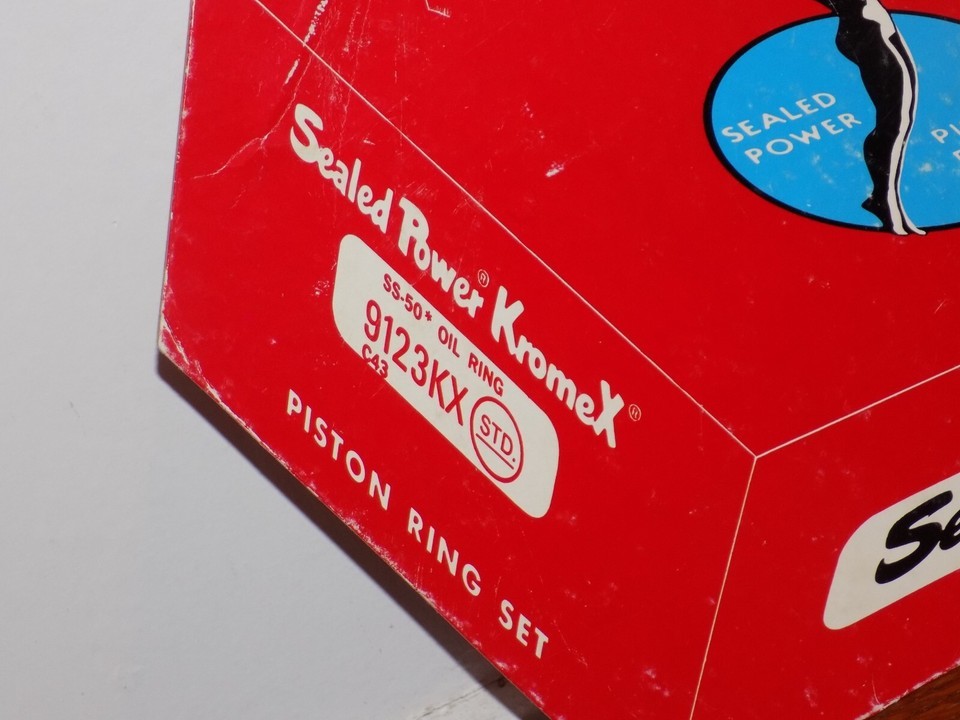 SEALED
POWER
Sealed Power® KromeX®
SS-50* OIL RING
9123KX
C43
STD.
PISTON RING SET